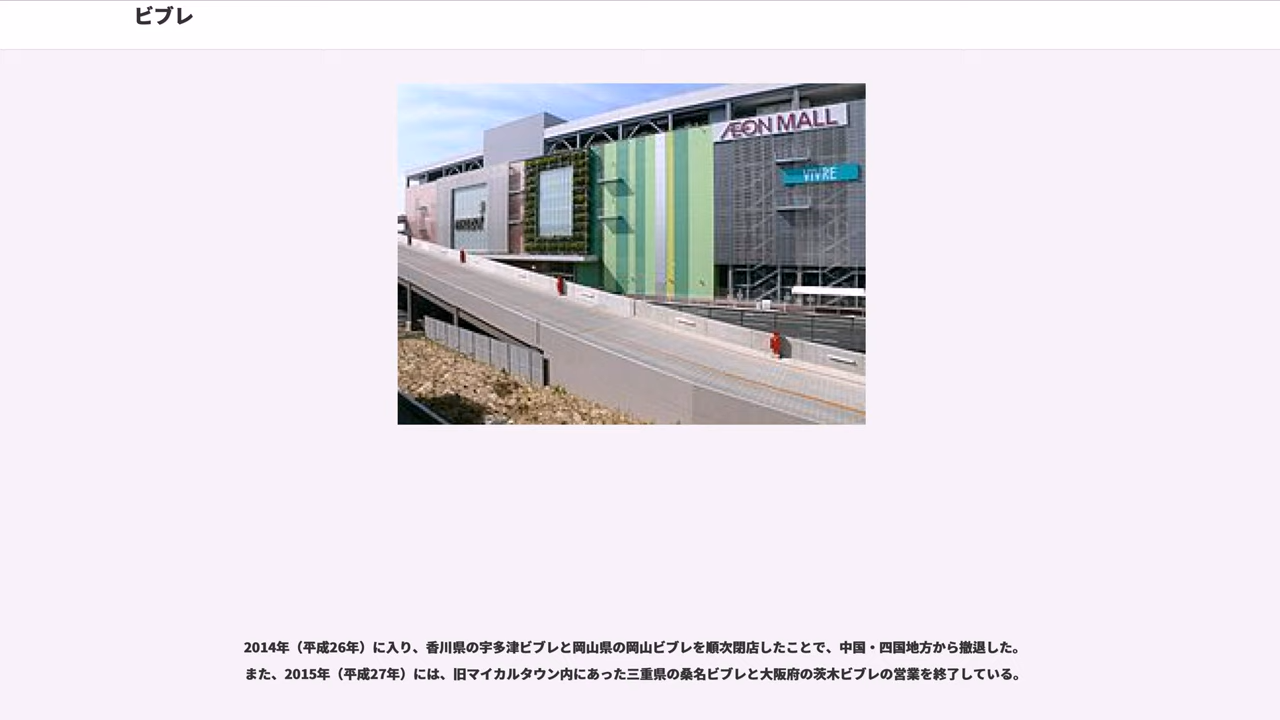 ビブレ
ÆON MALL
VIVRE
2014年（平成26年）に入り、香川県の宇多津ビブレと岡山県の岡山ビブレを順次閉店したことで、中国・四国地方から撤退した。
また、2015年（平成27年）には、旧マイカルタウン内にあった三重県の桑名ビブレと大阪府の茨木ビブレの営業を終了している。